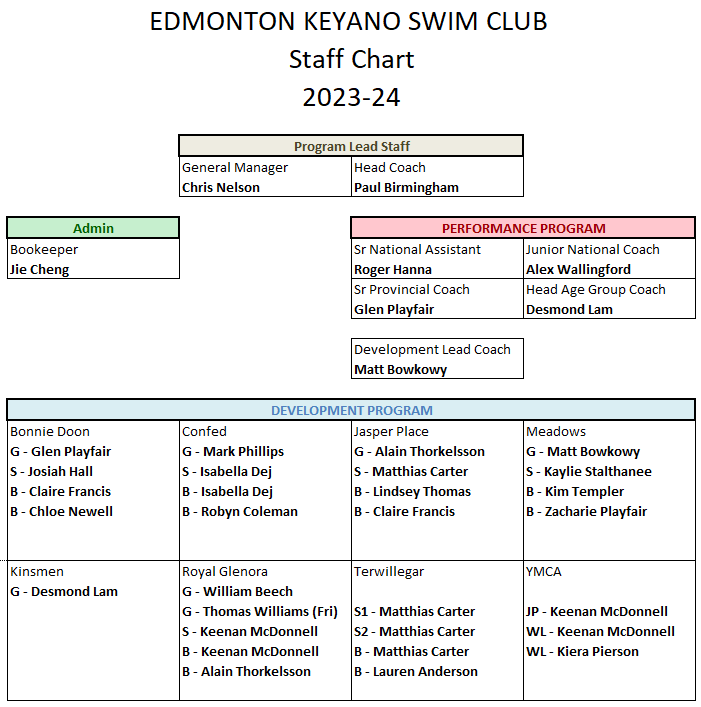 EDMONTON KEYANO SWIM CLUB
Staff Chart
2023-24
Program Lead Staff
General Manager
Chris Nelson
Head Coach
Paul Birmingham
Admin
Bookeeper
Jie Cheng
PERFORMANCE PROGRAM
Sr National Assistant
Roger Hanna
Junior National Coach
Alex Wallingford
Sr Provincial Coach
Glen Playfair
Head Age Group Coach
Desmond Lam
Development Lead Coach
Matt Bowkowy
DEVELOPMENT PROGRAM
Bonnie Doon
G - Glen Playfair
S - Josiah Hall
B - Claire Francis
B - Chloe Newell
Confed
G - Mark Phillips
S - Isabella Dej
B - Isabella Dej
B - Robyn Coleman
Jasper Place
G - Alain Thorkelsson
S - Matthias Carter
B - Lindsey Thomas
B - Claire Francis
Meadows
G - Matt Bowkowy
S - Kaylie Stalthanee
B - Kim Templer
B - Zacharie Playfair
Kinsmen
G - Desmond Lam
Royal Glenora
G - William Beech
G - Thomas Williams (Fri)
S - Keenan McDonnell
B - Keenan McDonnell
B - Alain Thorkelsson
Terwillegar
S1 - Matthias Carter
S2 - Matthias Carter
B - Matthias Carter
B - Lauren Anderson
YMCA
JP - Keenan McDonnell
WL - Keenan McDonnell
WL - Kiera Pierson